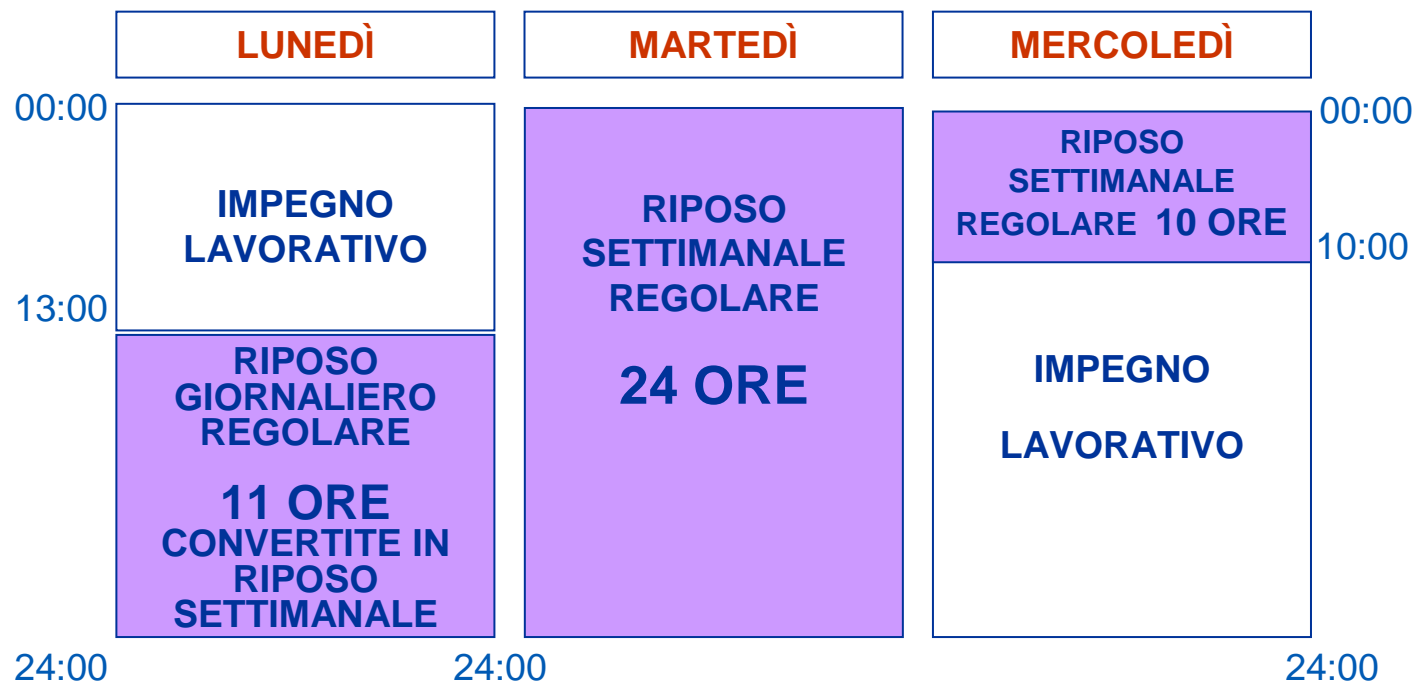 LUNEDÌ
MARTEDÌ
MERCOLEDÌ
00:00
IMPEGNO
LAVORATIVO
13:00
RIPOSO
GIORNALIERO
REGOLARE
11 ORE
CONVERTITE IN
RIPOSO
SETTIMANALE
24:00
24:00
RIPOSO
SETTIMANALE
REGOLARE
24 ORE
00:00
RIPOSO
SETTIMANALE
REGOLARE 10 ORE
10:00
IMPEGNO
LAVORATIVO
24:00